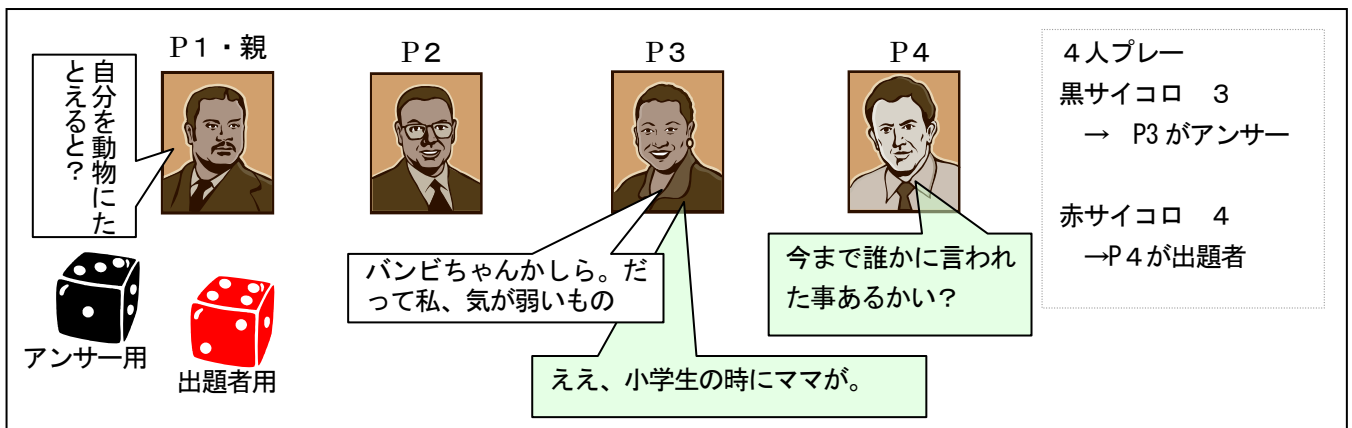 P1・親
P2
P3
P4
自分を動物にた
とえると？
バンビちゃんかしら。だ
って私、気が弱いもの
今まで誰かに言われ
た事あるかい？
ええ、小学生の時にママが。
アンサー用
出題者用
４人プレー
黒サイコロ　３
→　P3 がアンサー
赤サイコロ　４
→P４が出題者